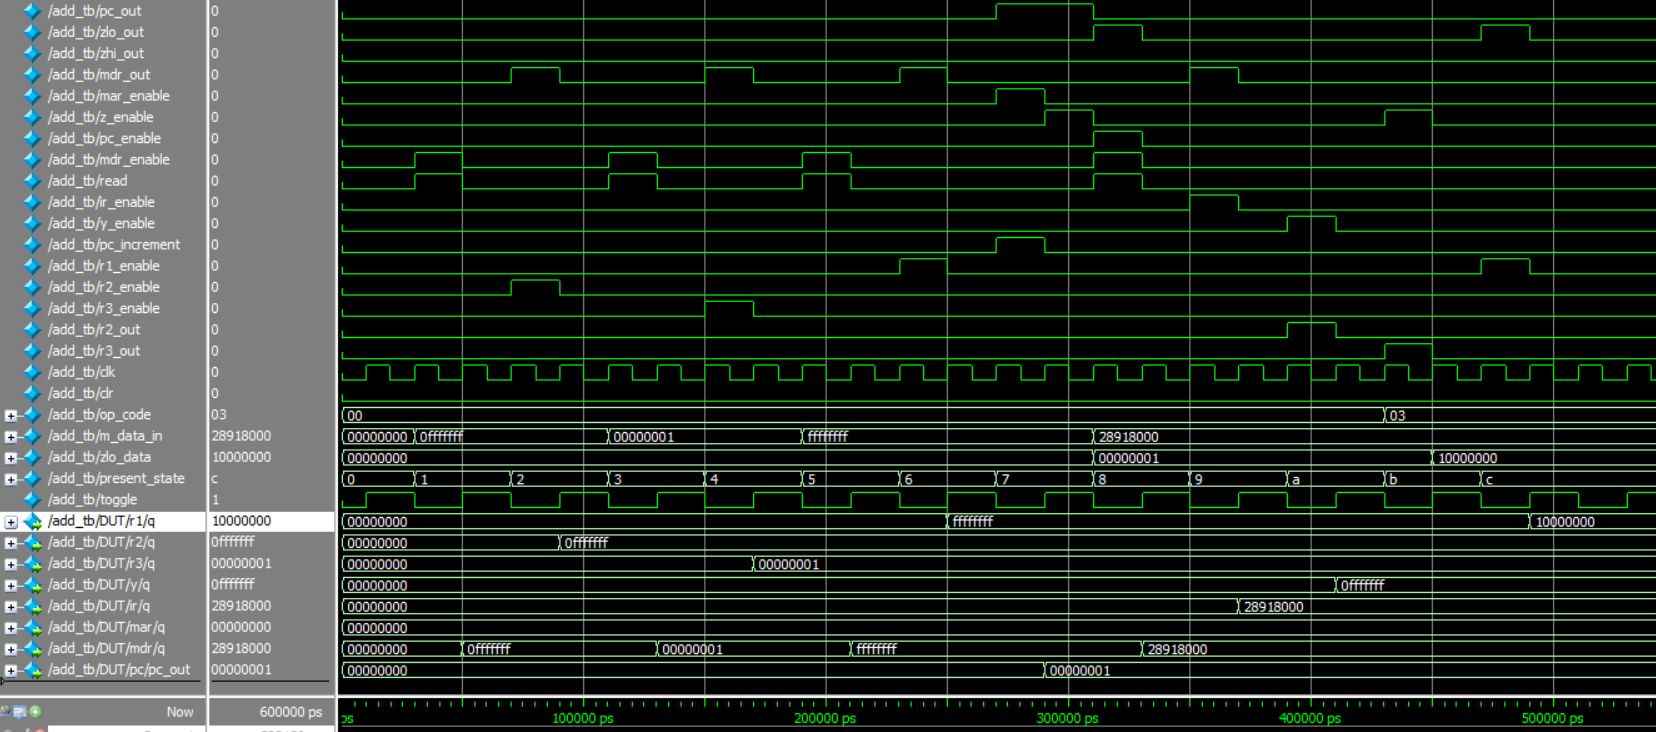 /add_tb/pc_out 0
/add_tb/zlo_out 0
/add_tb/zhi_out 0
/add_tb/mdr_out 0
/add_tb/mar_enable 0
/add_tb/z_enable 0
/add_tb/pc_enable 0
/add_tb/mdr_enable 0
/add_tb/read 0
/add_tb/ir_enable 0
/add_tb/y_enable 0
/add_tb/pc_increment 0
/add_tb/r1_enable 0
/add_tb/r2_enable 0
/add_tb/r3_enable 0
/add_tb/r2_out 0
/add_tb/r3_out 0
/add_tb/clk 0
/add_tb/clr 0
/add_tb/op_code 03 00 03
/add_tb/m_data_in 28918000 00000000 0fffffff 00000001 ffffffff 28918000
/add_tb/zlo_data 10000000 00000000 00000001 10000000
/add_tb/present_state c 0 1 2 3 4 5 6 7 8 9 a b c
/add_tb/toggle 1
/add_tb/DUT/r1/q 10000000 00000000 ffffffff 10000000
/add_tb/DUT/r2/q 0fffffff 00000000 0fffffff
/add_tb/DUT/r3/q 00000001 00000000 00000001
/add_tb/DUT/y/q 0fffffff 00000000 0fffffff
/add_tb/DUT/ir/q 28918000 00000000 28918000
/add_tb/DUT/mar/q 00000000 00000000
/add_tb/DUT/mdr/q 28918000 00000000 0fffffff 00000001 ffffffff 28918000
/add_tb/DUT/pc/pc_out 00000001 00000000 00000001
Now 600000 ps ps 100000 ps 200000 ps 300000 ps 400000 ps 500000 ps